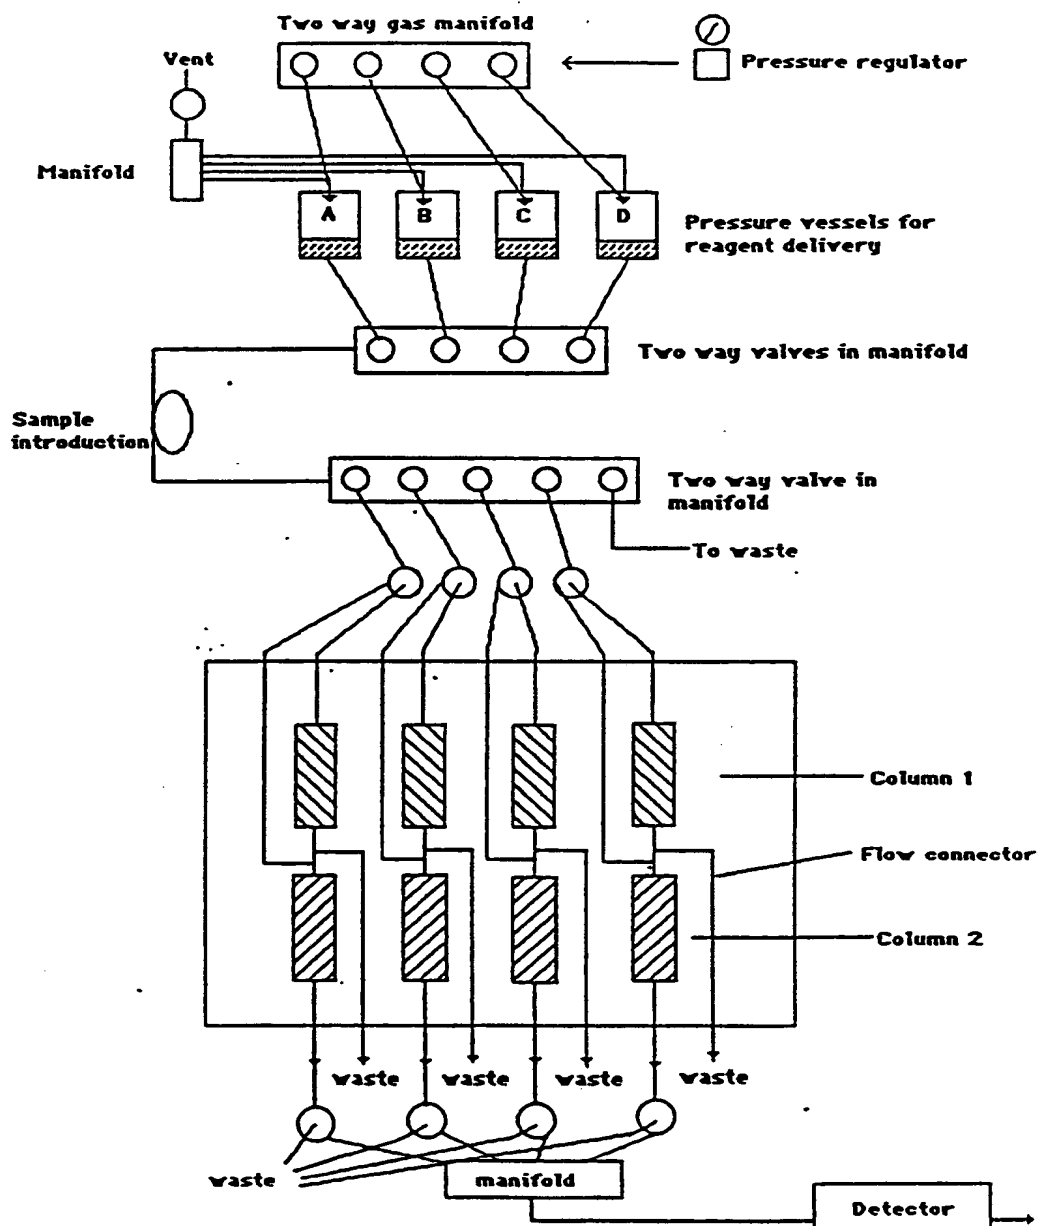 Two way gas manifold
Vent
Pressure regulator
Manifold
A
B
C
D
Pressure vessels for
reagent delivery
Two way valves in manifold
Sample
introduction
Two way valve in
manifold
To waste
Column 1
Flow connector
Column 2
waste
waste
waste
waste
waste
manifold
Detector